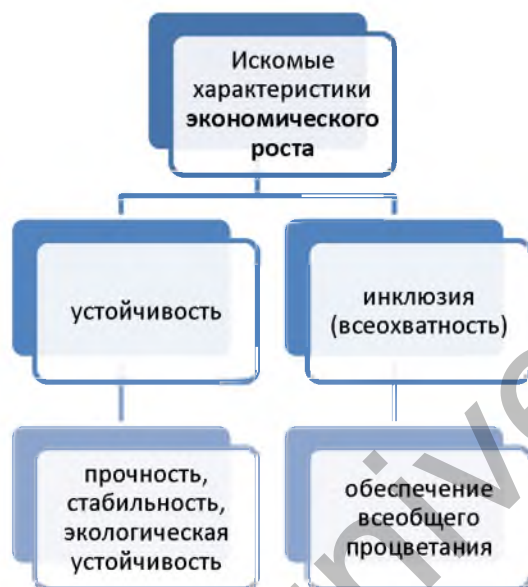 Искомые
характеристики
экономического
роста
устойчивость
инклюзия
(всеохватность)
прочность,
стабильность,
экологическая
устойчивость
обеспечение
всеобщего
процветания